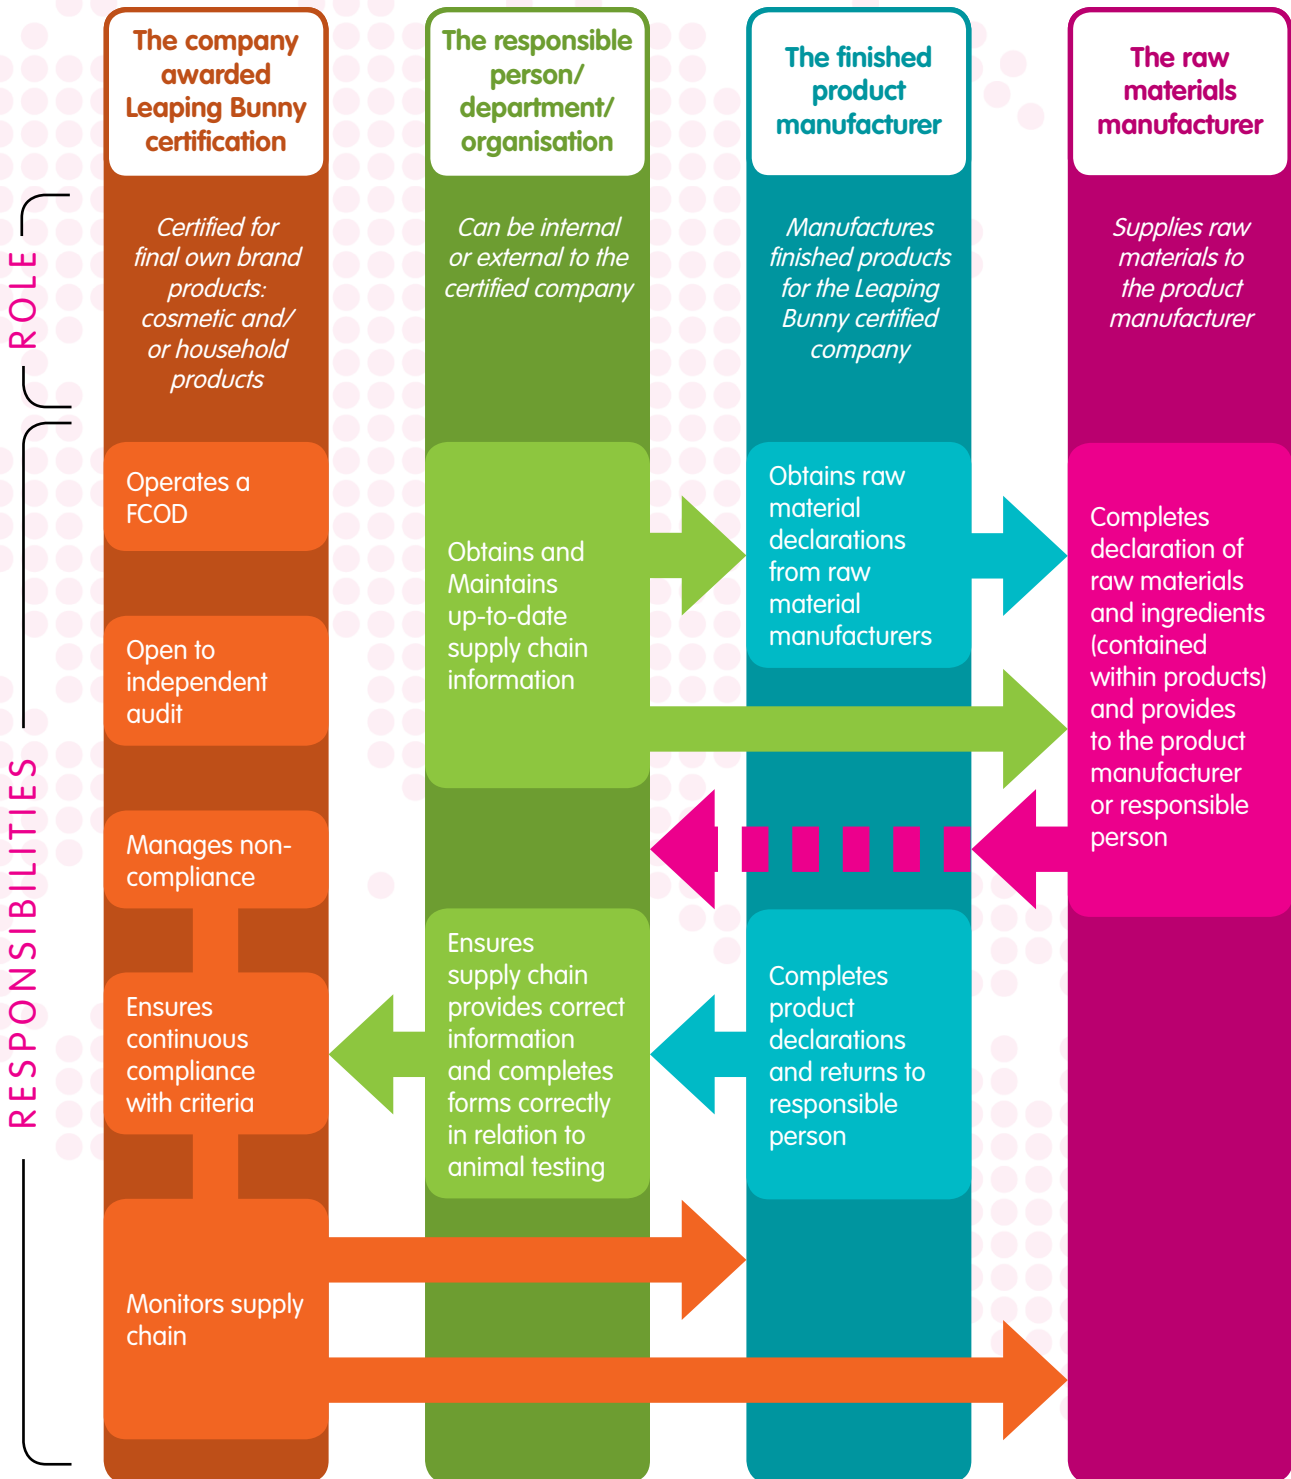 The company
awarded
Leaping Bunny
certification
The responsible
person/
department/
organisation
The finished
product
manufacturer
The raw
materials
manufacturer
ROLE
Certified for
final own brand
products:
cosmetic and/
or household
products
Can be internal
or external to the
certified company
Manufactures
finished products
for the Leaping
Bunny certified
company
Supplies raw
materials to
the product
manufacturer
RESPONSIBILITIES
Operates a
FCOD
Open to
independent
audit
Manages non-
compliance
Ensures
continuous
compliance
with criteria
Monitors supply
chain
Obtains and
Maintains
up-to-date
supply chain
information
Ensures
supply chain
provides correct
information
and completes
forms correctly
in relation to
animal testing
Obtains raw
material
declarations
from raw
material
manufacturers
Completes
product
declarations
and returns to
responsible
person
Completes
declaration of
raw materials
and ingredients
(contained
within products)
and provides
to the product
manufacturer
or responsible
person